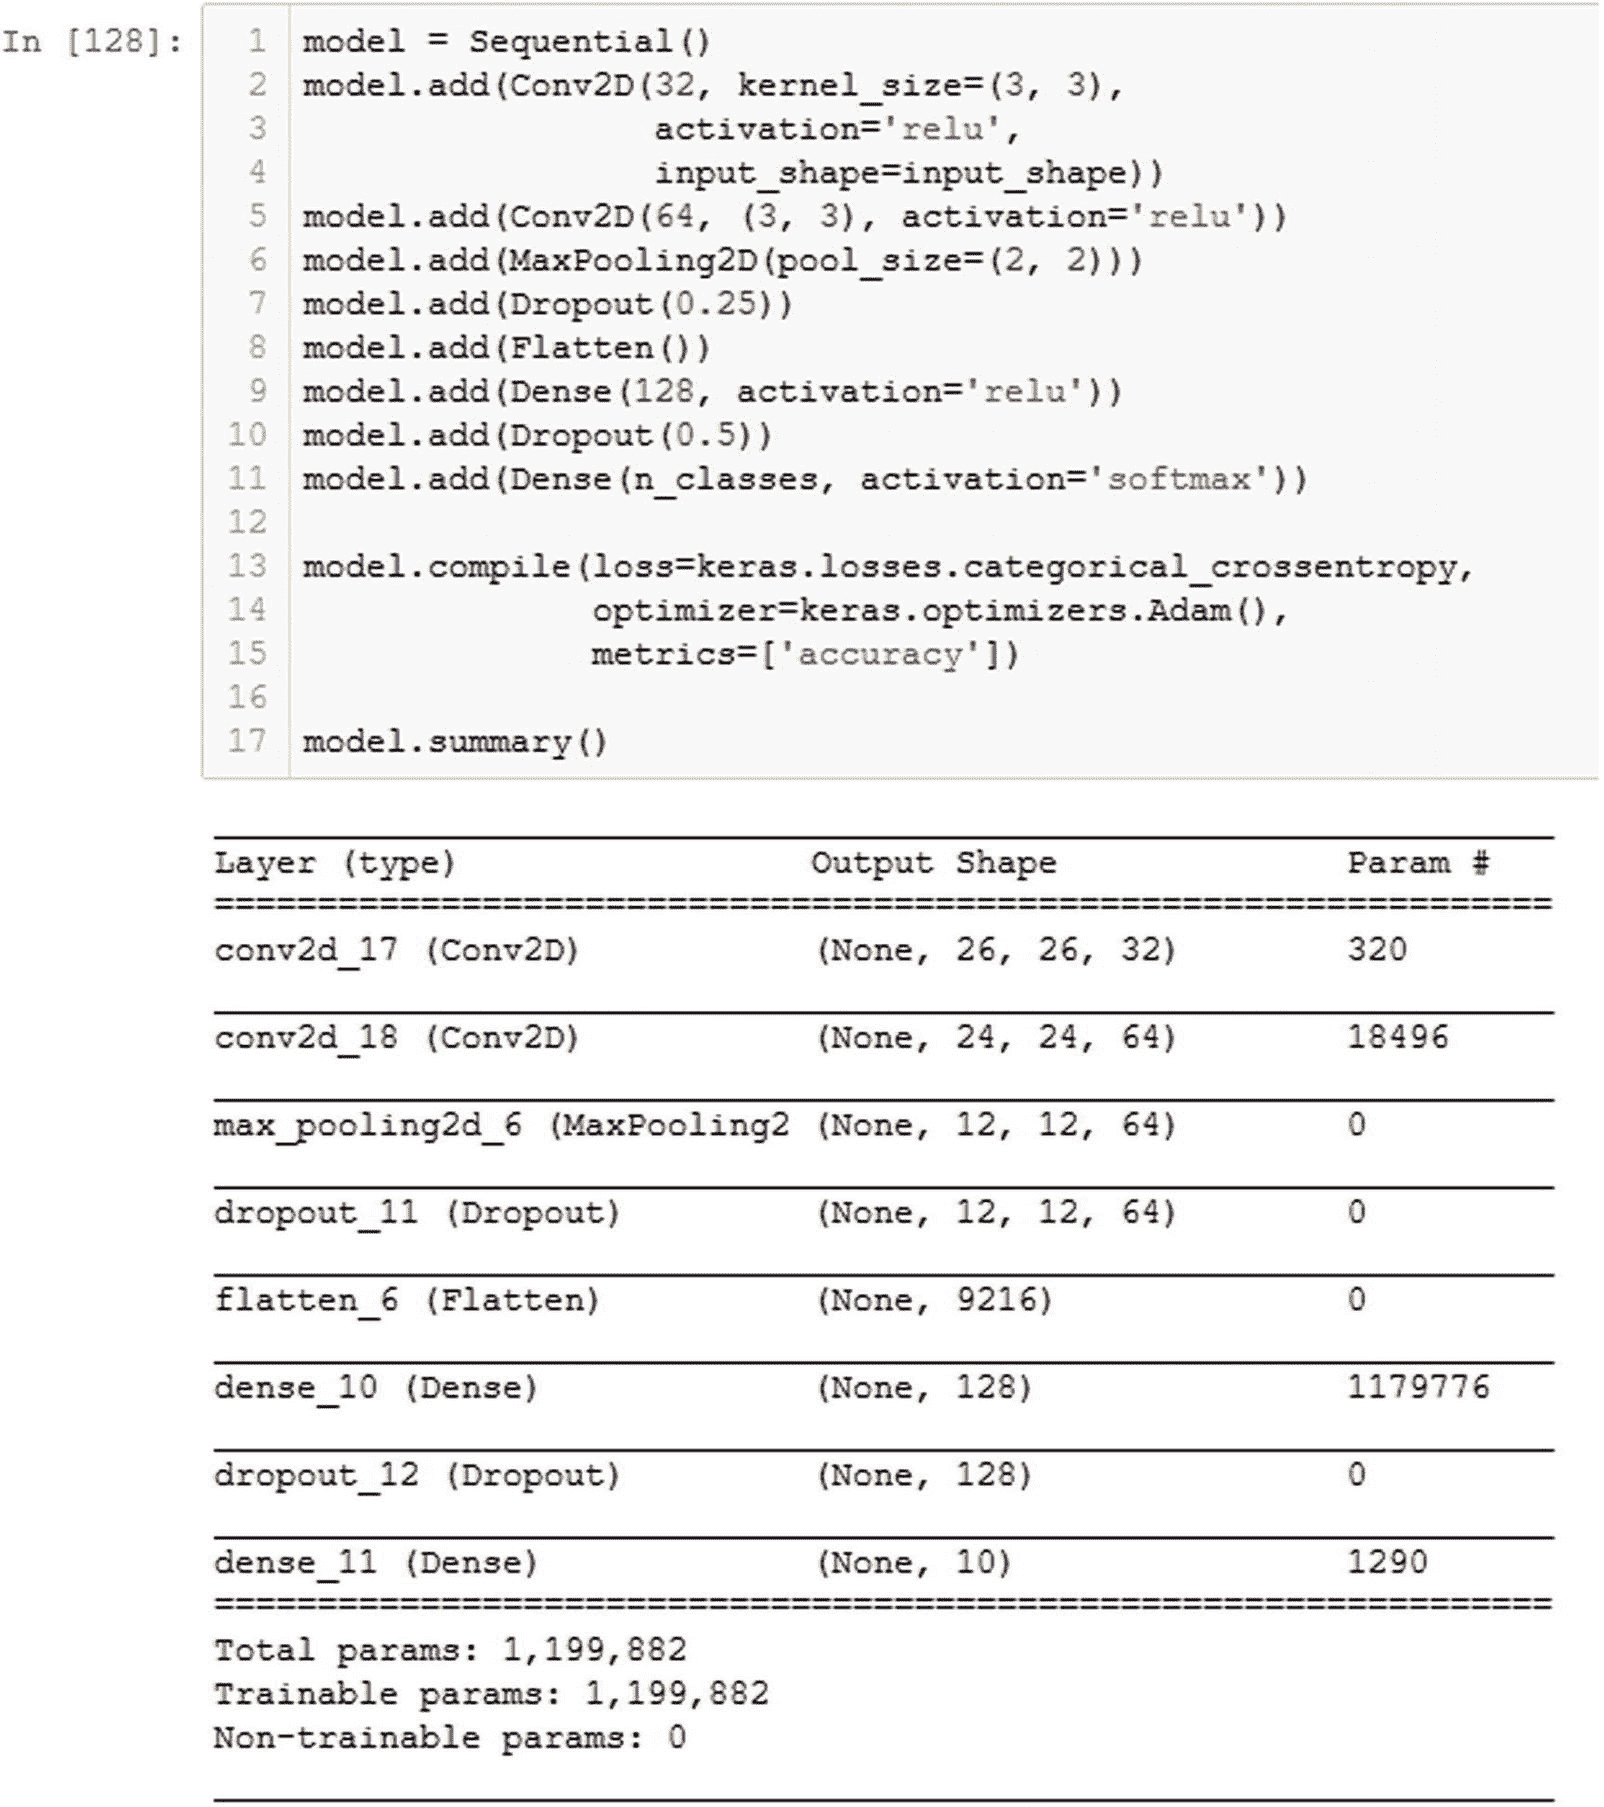 In [128]:
1 model = Sequential()
2 model.add(Conv2D(32, kernel_size=(3, 3),
3                  activation='relu',
4                  input_shape=input_shape))
5 model.add(Conv2D(64, (3, 3), activation='relu'))
6 model.add(MaxPooling2D(pool_size=(2, 2)))
7 model.add(Dropout(0.25))
8 model.add(Flatten())
9 model.add(Dense(128, activation='relu'))
10 model.add(Dropout(0.5))
11 model.add(Dense(n_classes, activation='softmax'))
12
13 model.compile(loss=keras.losses.categorical_crossentropy,
14               optimizer=keras.optimizers.Adam(),
15               metrics=['accuracy'])
16
17 model.summary()
Layer (type) Output Shape Param #
=================================================================
conv2d_17 (Conv2D) (None, 26, 26, 32) 320
conv2d_18 (Conv2D) (None, 24, 24, 64) 18496
max_pooling2d_6 (MaxPooling2 (None, 12, 12, 64) 0
dropout_11 (Dropout) (None, 12, 12, 64) 0
flatten_6 (Flatten) (None, 9216) 0
dense_10 (Dense) (None, 128) 1179776
dropout_12 (Dropout) (None, 128) 0
dense_11 (Dense) (None, 10) 1290
=================================================================
Total params: 1,199,882
Trainable params: 1,199,882
Non-trainable params: 0